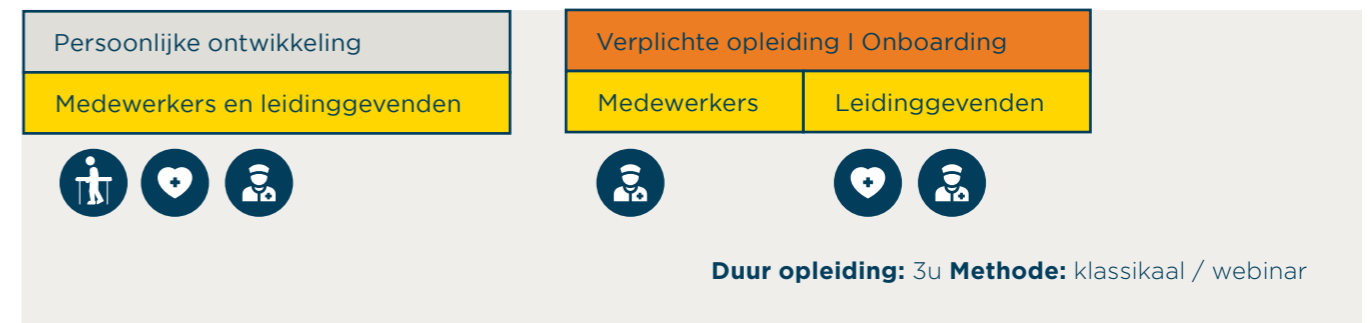 Persoonlijke ontwikkeling
Medewerkers en leidinggevenden
Verplichte opleiding I Onboarding
Medewerkers
Leidinggevenden
Duur opleiding: 3u Methode: klassikaal / webinar